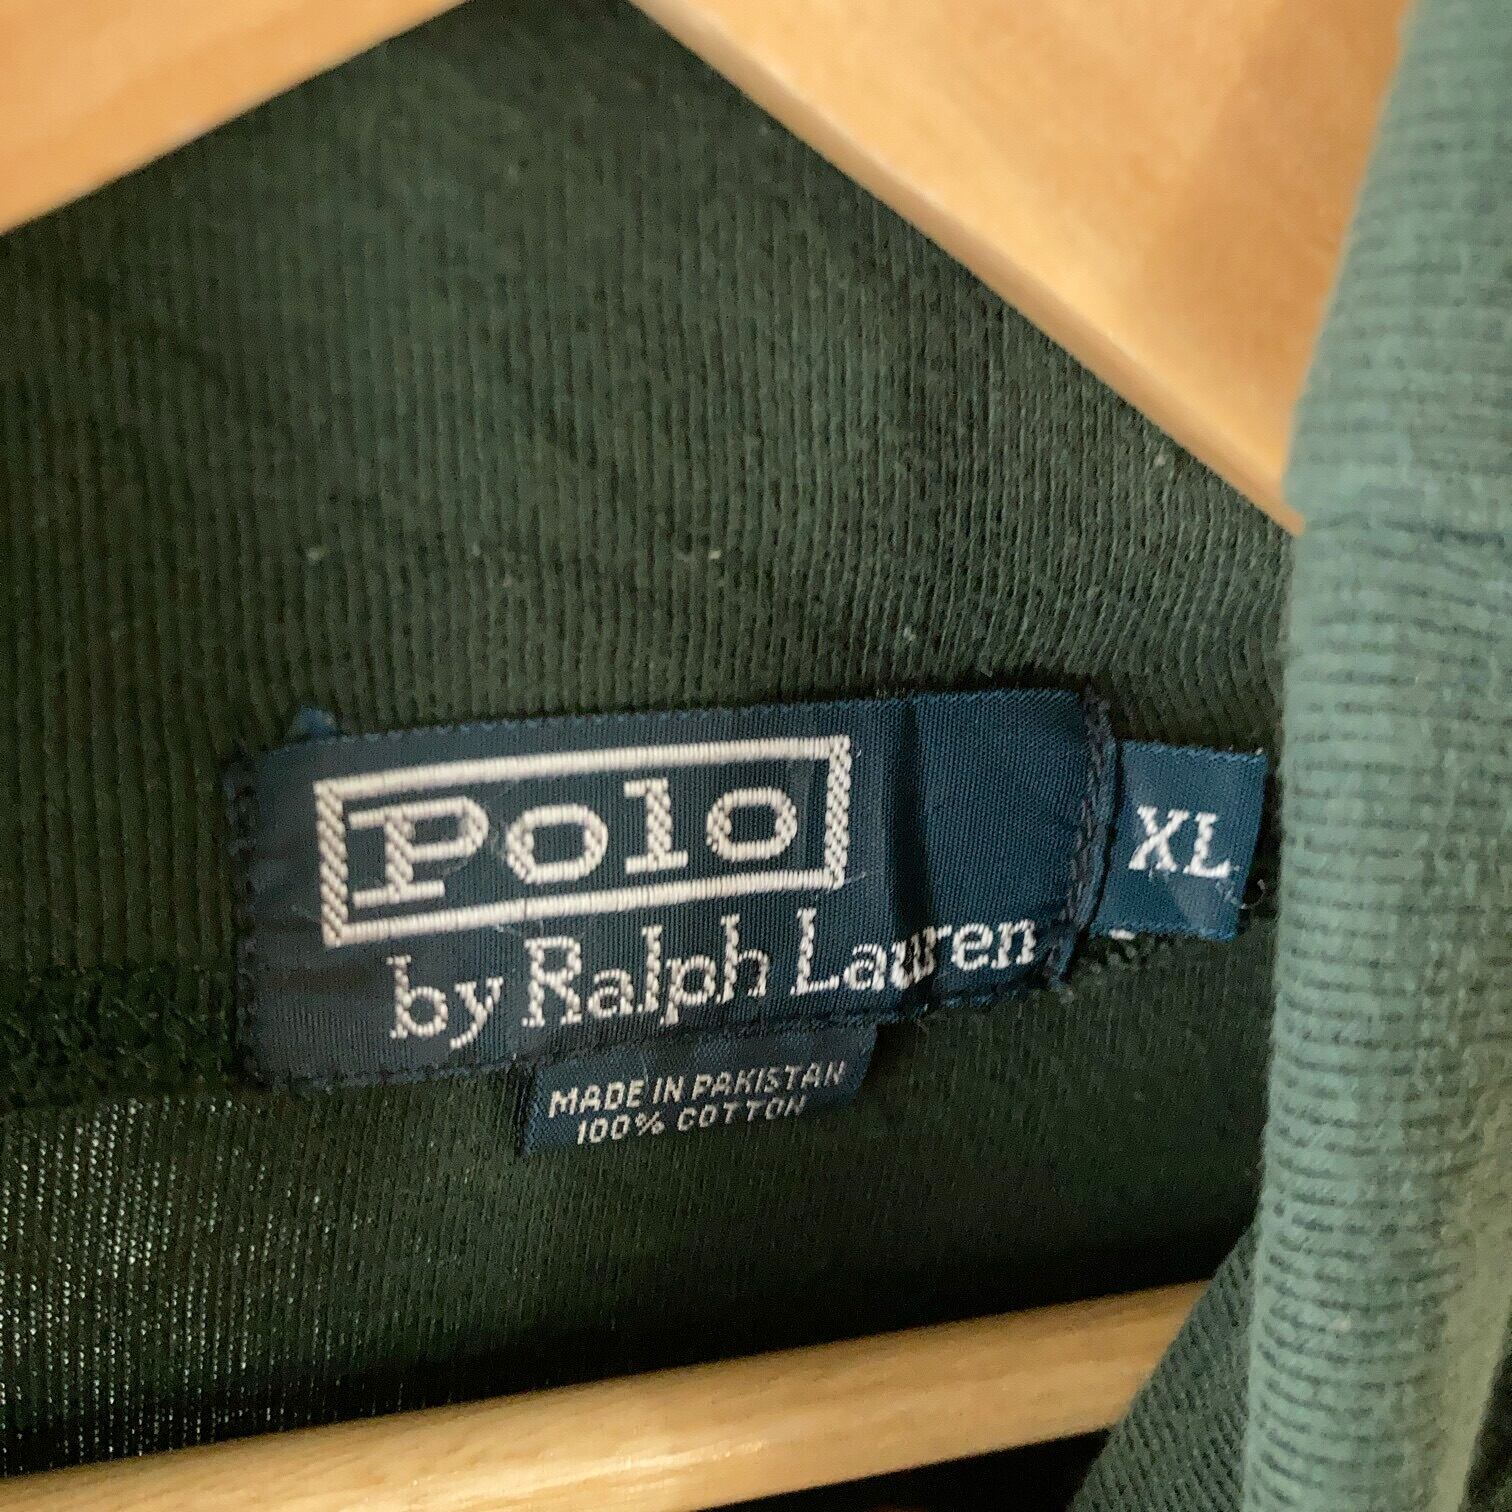 Polo
by Ralph Lauren
XL
MADE IN PAKISTAN
100% COTTON